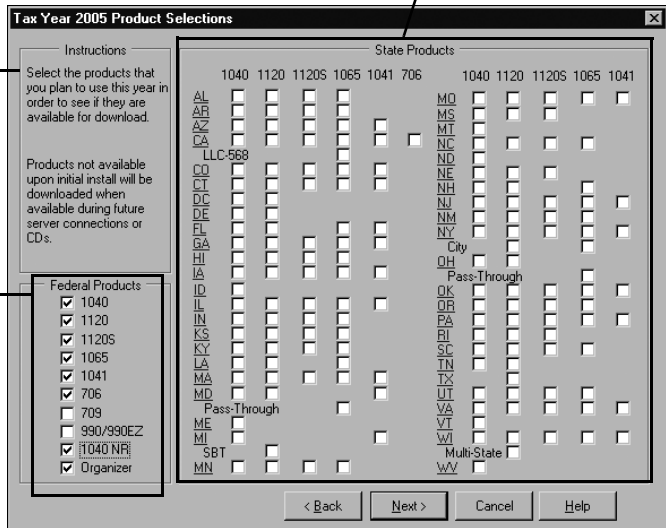 Tax Year 2005 Product Selections
Instructions
Select the products that
you plan to use this year in
order to see if they are
available for download.
Products not available
upon initial install will be
downloaded when
available during future
server connections or
CDs.
Federal Products
1040
1120
1120S
1065
1041
706
709
990/990EZ
1040 NR
Organizer
State Products
1040 1120 1120S 1065 1041 706
AL
AR
AZ
CA
LLC-568
CO
CT
DC
DE
FL
GA
HI
IA
ID
IL
IN
KS
KY
LA
MA
MD
Pass-Through
ME
MI
SBT
MN
1040 1120 1120S 1065 1041
MO
MS
MT
NC
ND
NE
NH
NJ
NM
NY
City
OH
Pass-Through
OK
OR
PA
RI
SC
TN
TX
UT
VA
VT
WI
Multi-State
WV
< Back Next > Cancel Help